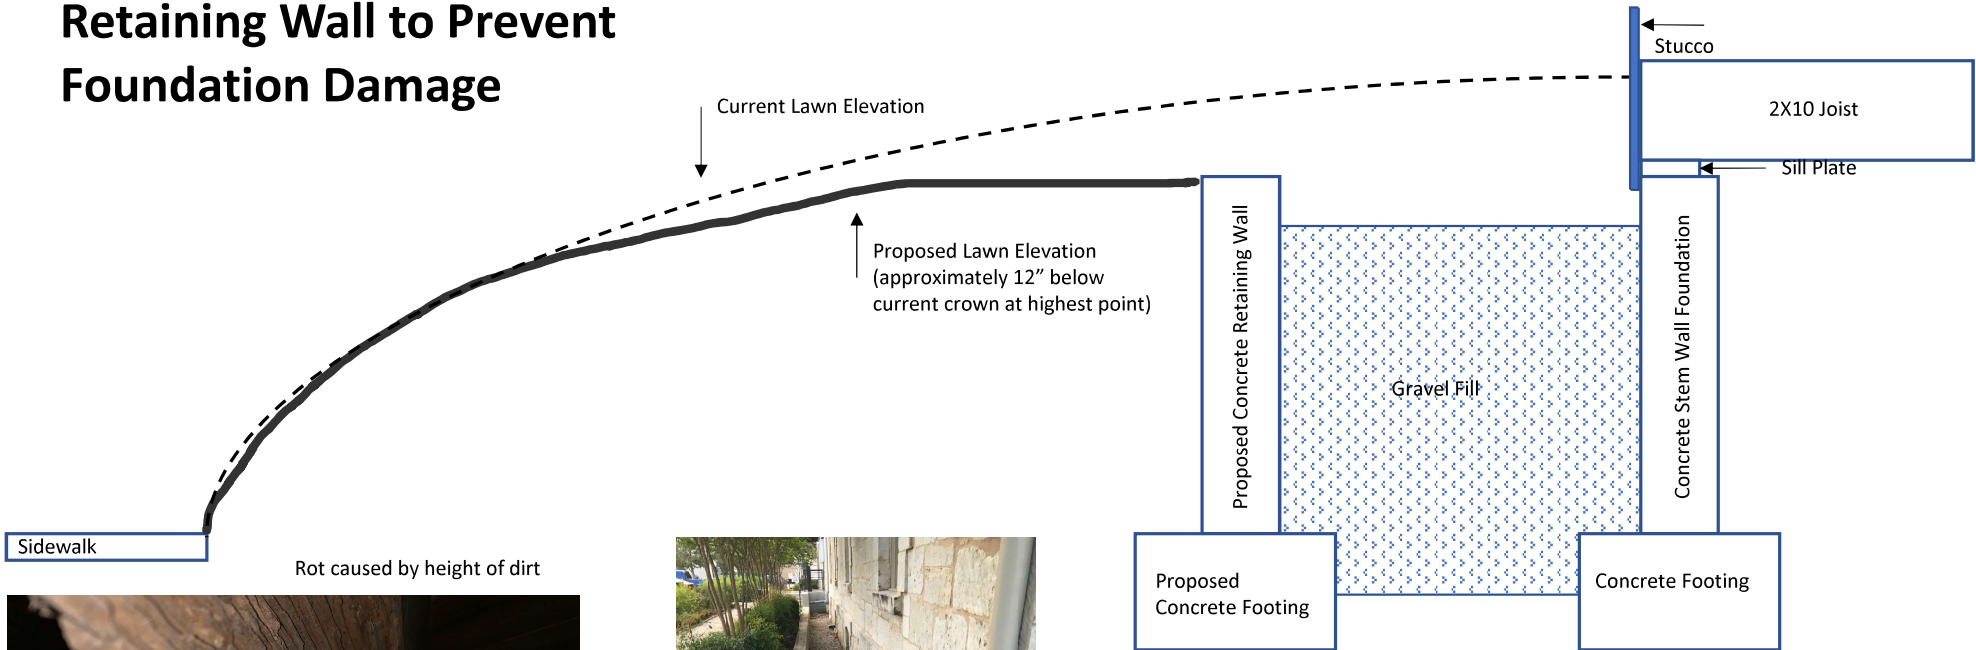 Retaining Wall to Prevent
Foundation Damage
Stucco
Current Lawn Elevation
2X10 Joist
Sill Plate
Proposed Lawn Elevation
(approximately 12” below
current crown at highest point)
Proposed Concrete Retaining Wall
Gravel Fill
Concrete Stem Wall Foundation
Sidewalk
Rot caused by height of dirt
Proposed
Concrete Footing
Concrete Footing